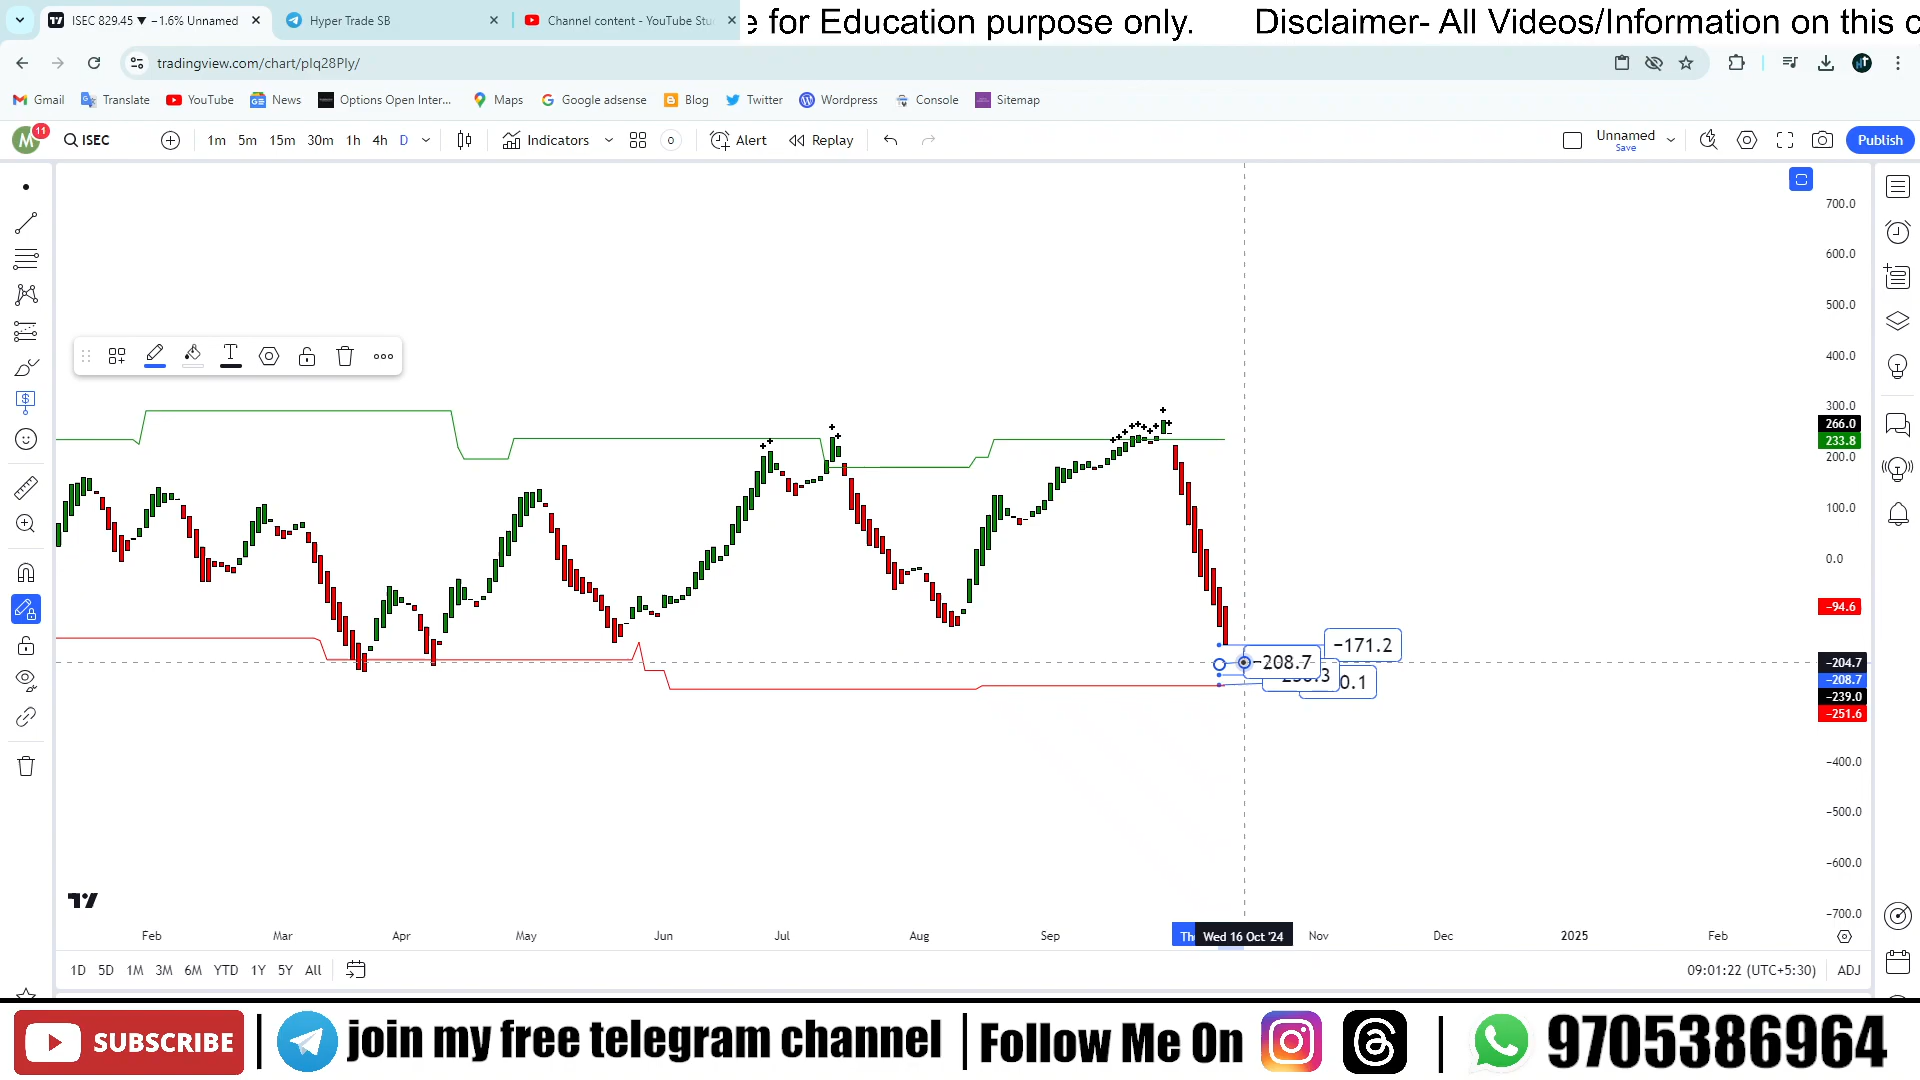 ISEC 829.45 ▼ −1.6% Unnamed
Hyper Trade SB
Channel content - YouTube Stu
for Education purpose only. Disclaimer- All Videos/Information on this c
tradingview.com/chart/plq28Ply/
Gmail Translate YouTube News Options Open Inter... Maps Google adsense Blog Twitter Wordpress Console Sitemap
M 11 ISEC 1m 5m 15m 30m 1h 4h D Indicators Alert Replay Unnamed Save Publish
700.0
600.0
500.0
400.0
300.0
266.0
233.8
200.0
100.0
0.0
−94.6
−171.2
−208.7
0.1
−204.7
−208.7
−239.0
−251.6
−400.0
−500.0
−600.0
−700.0
Feb Mar Apr May Jun Jul Aug Sep Th Wed 16 Oct '24 Nov Dec 2025 Feb
1D 5D 1M 3M 6M YTD 1Y 5Y All 09:01:22 (UTC+5:30) ADJ
SUBSCRIBE | join my free telegram channel | Follow Me On | 9705386964